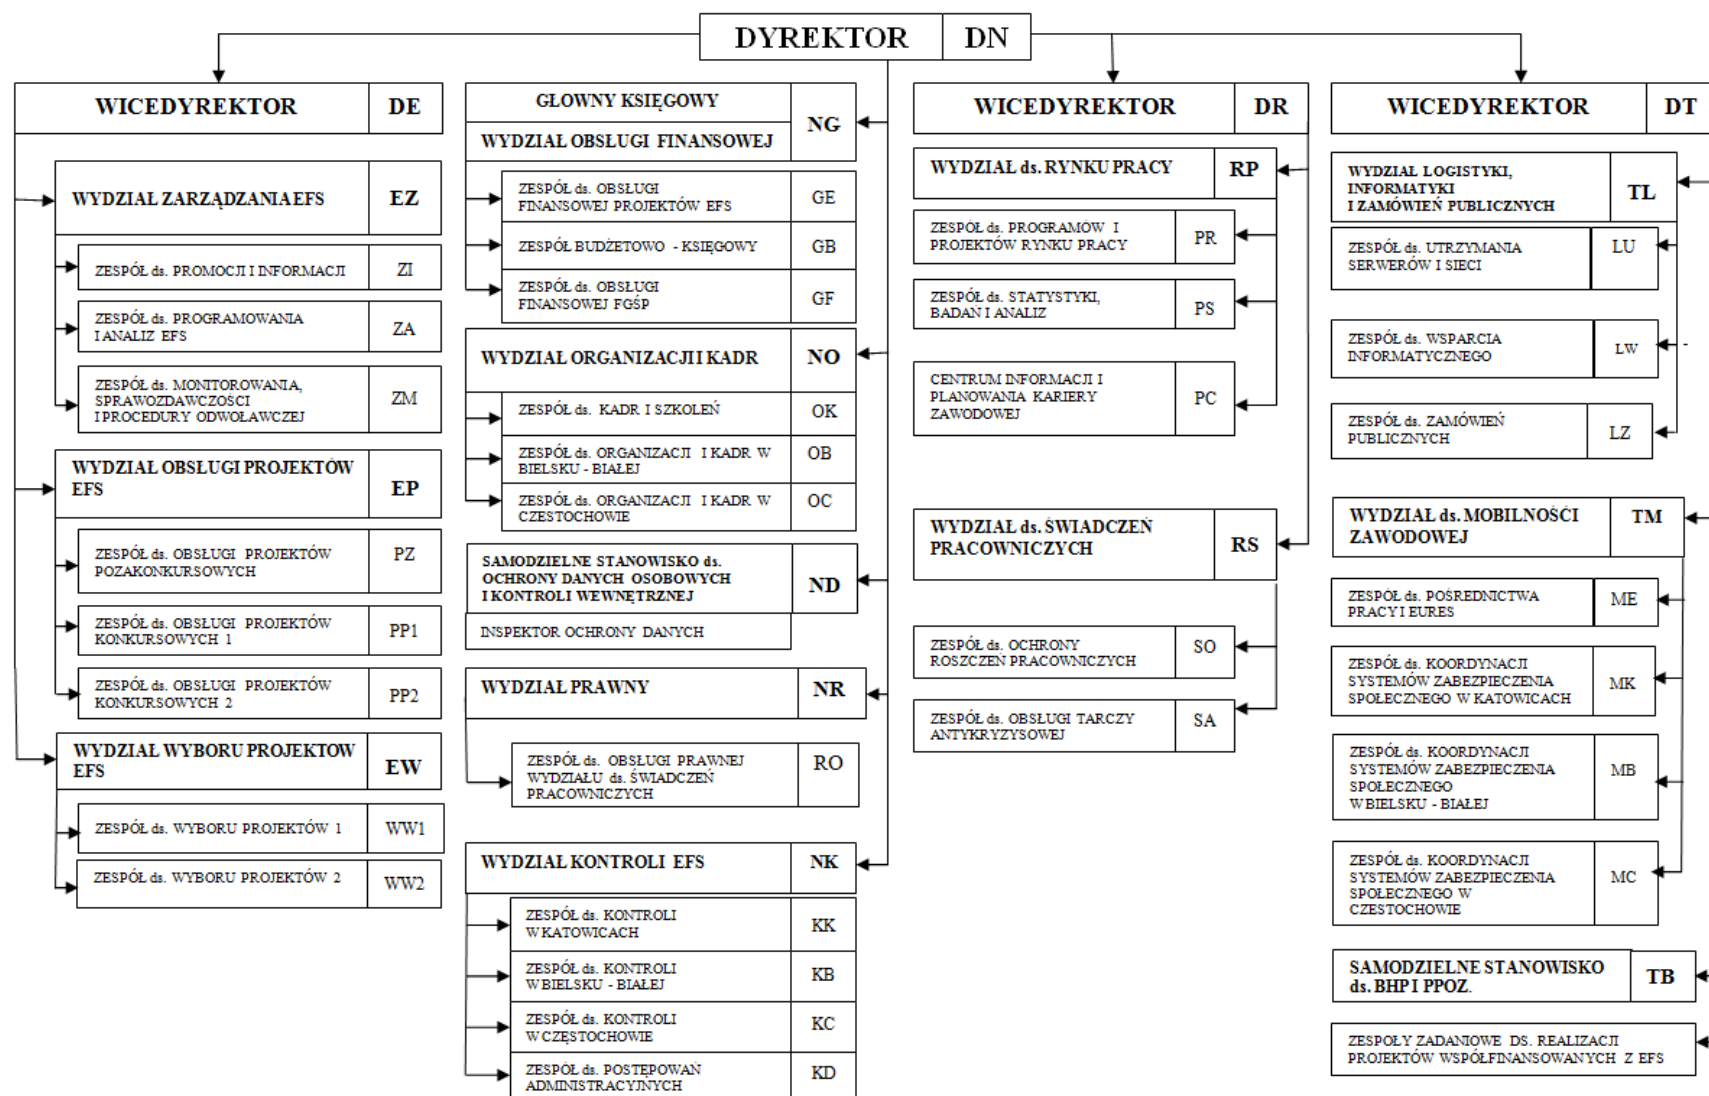 DYREKTOR DN
WICEDYREKTOR DE
WYDZIAŁ ZARZĄDZANIA EFS EZ
ZESPÓŁ ds. PROMOCJI I INFORMACJI ZI
ZESPÓŁ ds. PROGRAMOWANIA
I ANALIZ EFS
ZA
ZESPÓŁ ds. MONITOROWANIA,
SPRAWOZDAWCZOŚCI
I PROCEDURY ODWOŁAWCZEJ
ZM
WYDZIAŁ OBSŁUGI PROJEKTÓW
EFS
EP
ZESPÓŁ ds. OBSŁUGI PROJEKTÓW
POZAKONKURSOWYCH
PZ
ZESPÓŁ ds. OBSŁUGI PROJEKTÓW
KONKURSOWYCH 1
PP1
ZESPÓŁ ds. OBSŁUGI PROJEKTÓW
KONKURSOWYCH 2
PP2
WYDZIAŁ WYBORU PROJEKTOW
EFS
EW
ZESPÓŁ ds. WYBORU PROJEKTÓW 1 WW1
ZESPÓŁ ds. WYBORU PROJEKTÓW 2 WW2
GŁOWNY KSIĘGOWY
NG
WYDZIAŁ OBSŁUGI FINANSOWEJ
ZESPÓŁ ds. OBSŁUGI
FINANSOWEJ PROJEKTÓW EFS
GE
ZESPÓŁ BUDŻETOWO - KSIĘGOWY GB
ZESPÓŁ ds. OBSŁUGI
FINANSOWEJ FGŚP
GF
WYDZIAŁ ORGANIZACJI I KADR NO
ZESPÓŁ ds. KADR I SZKOLEŃ OK
ZESPÓŁ ds. ORGANIZACJI I KADR W
BIELSKU - BIAŁEJ
OB
ZESPÓŁ ds. ORGANIZACJI I KADR W
CZESTOCHOWIE
OC
SAMODZIELNE STANOWISKO ds.
OCHRONY DANYCH OSOBOWYCH
I KONTROLI WEWNĘTRZNEJ
ND
INSPEKTOR OCHRONY DANYCH
WYDZIAŁ PRAWNY NR
ZESPÓŁ ds. OBSŁUGI PRAWNEJ
WYDZIAŁU ds. ŚWIADCZEŃ
PRACOWNICZYCH
RO
WYDZIAŁ KONTROLI EFS NK
ZESPÓŁ ds. KONTROLI
W KATOWICACH
KK
ZESPÓŁ ds. KONTROLI
W BIELSKU - BIAŁEJ
KB
ZESPÓŁ ds. KONTROLI
W CZĘSTOCHOWIE
KC
ZESPÓŁ ds. POSTĘPOWAŃ
ADMINISTRACYJNYCH
KD
WICEDYREKTOR DR
WYDZIAŁ ds. RYNKU PRACY RP
ZESPÓŁ ds. PROGRAMÓW I
PROJEKTÓW RYNKU PRACY
PR
ZESPÓŁ ds. STATYSTYKI,
BADAŃ I ANALIZ
PS
CENTRUM INFORMACJI I
PLANOWANIA KARIERY
ZAWODOWEJ
PC
WYDZIAŁ ds. ŚWIADCZEŃ
PRACOWNICZYCH
RS
ZESPÓŁ ds. OCHRONY
ROSZCZEŃ PRACOWNICZYCH
SO
ZESPÓŁ ds. OBSŁUGI TARCZY
ANTYKRYZYSOWEJ
SA
WICEDYREKTOR DT
WYDZIAŁ LOGISTYKI,
INFORMATYKI
I ZAMÓWIEŃ PUBLICZNYCH
TL
ZESPÓŁ ds. UTRZYMANIA
SERWERÓW I SIECI
LU
ZESPÓŁ ds. WSPARCIA
INFORMATYCZNEGO
LW -
ZESPÓŁ ds. ZAMÓWIEŃ
PUBLICZNYCH
LZ
WYDZIAŁ ds. MOBILNOŚCI
ZAWODOWEJ
TM
ZESPÓŁ ds. POŚREDNICTWA
PRACY I EURES
ME
ZESPÓŁ ds. KOORDYNACJI
SYSTEMÓW ZABEZPIECZENIA
SPOŁECZNEGO W KATOWICACH
MK
ZESPÓŁ ds. KOORDYNACJI
SYSTEMÓW ZABEZPIECZENIA
SPOŁECZNEGO
W BIELSKU - BIAŁEJ
MB
ZESPÓŁ ds. KOORDYNACJI
SYSTEMÓW ZABEZPIECZENIA
SPOŁECZNEGO W
CZESTOCHOWIE
MC
SAMODZIELNE STANOWISKO
ds. BHP I PPOZ.
TB
ZESPOŁY ZADANIOWE DS. REALIZACJI
PROJEKTÓW WSPÓŁFINANSOWANYCH Z EFS